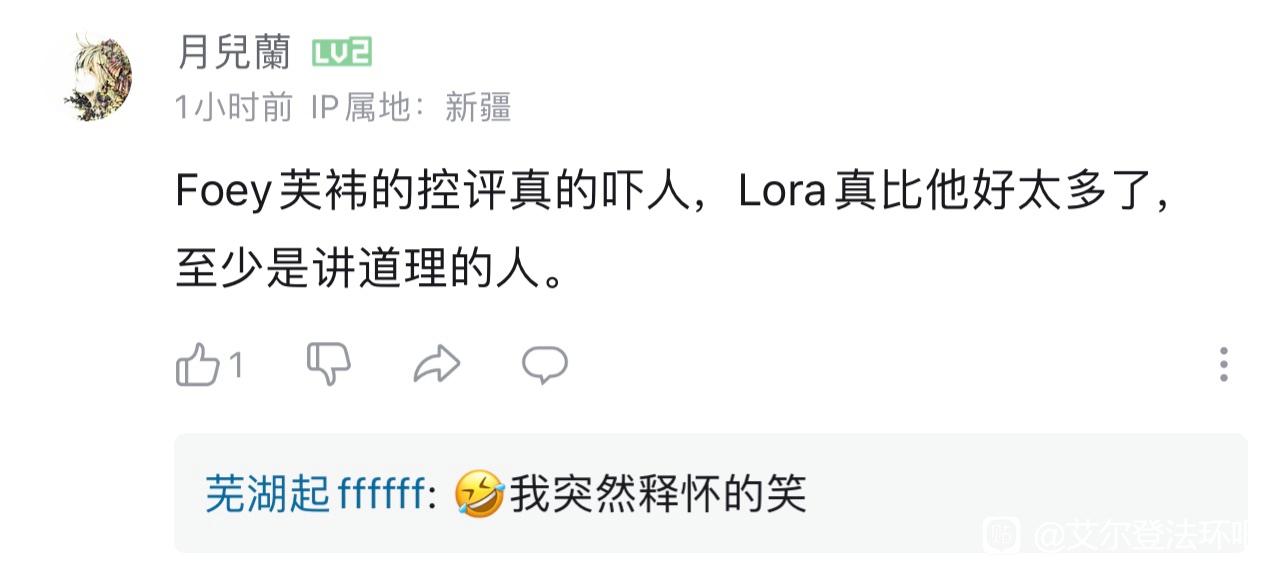 月兒蘭 LV2
1小时前 IP属地：新疆
Foey芙祎的控评真的吓人，Lora真比他好太多了，
至少是讲道理的人。
1
芜湖起ffffff: 🤣我突然释怀的笑
贴 @艾尔登法环吧